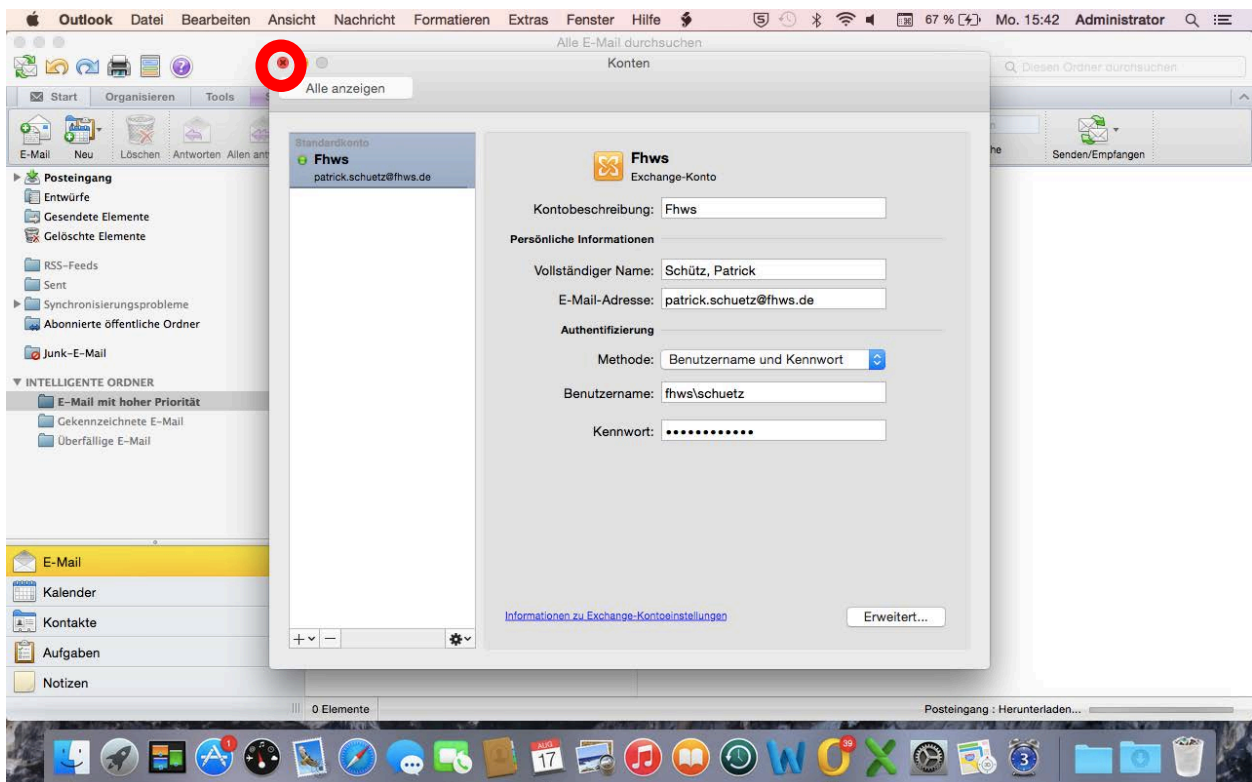 Outlook Datei Bearbeiten Ansicht Nachricht Formatieren Extras Fenster Hilfe 67 % Mo. 15:42 Administrator
Alle E-Mail durchsuchen
Konten
Diesen Ordner durchsuchen
Alle anzeigen
Start Organisieren Tools
E-Mail Neu Löschen Antworten Allen ant
he Senden/Empfangen
Posteingang
Entwürfe
Gesendete Elemente
Gelöschte Elemente
RSS-Feeds
Sent
Synchronisierungsprobleme
Abonnierte öffentliche Ordner
Junk-E-Mail
INTELLIGENTE ORDNER
E-Mail mit hoher Priorität
Gekennzeichnete E-Mail
Überfällige E-Mail
E-Mail
Kalender
Kontakte
Aufgaben
Notizen
Standardkonto
Fhws
patrick.schuetz@fhws.de
Fhws
Exchange-Konto
Kontobeschreibung: Fhws
Persönliche Informationen
Vollständiger Name: Schütz, Patrick
E-Mail-Adresse: patrick.schuetz@fhws.de
Authentifizierung
Methode: Benutzername und Kennwort
Benutzername: fhws\schuetz
Kennwort: ••••••••••••
Informationen zu Exchange-Kontoeinstellungen
Erweitert...
0 Elemente
Posteingang : Herunterladen...
1
AUG
17
39
3